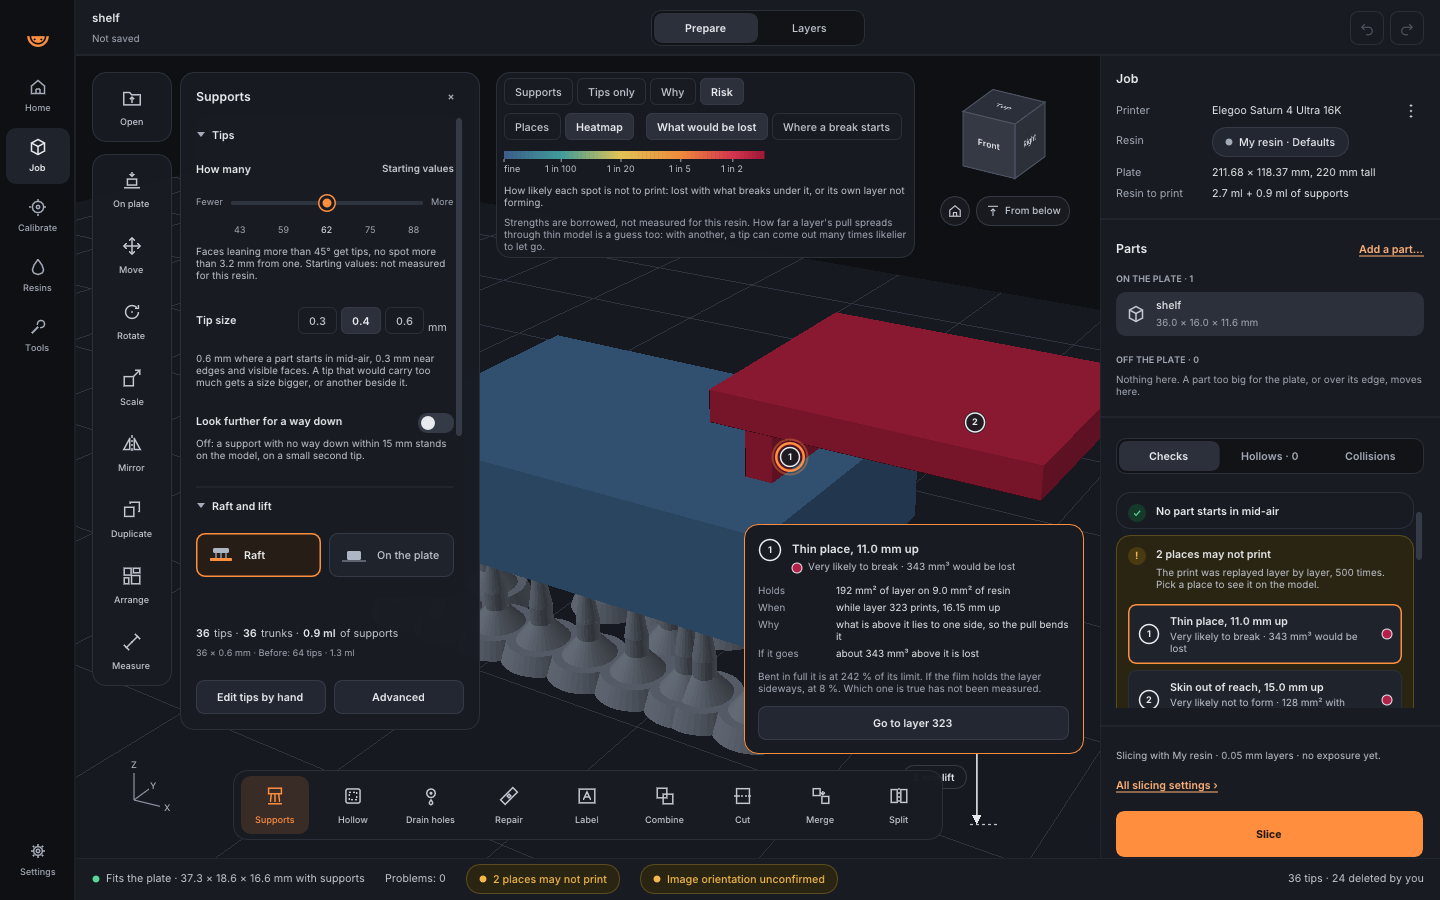 shelf
Not saved
Prepare
Layers
Home
Job
Calibrate
Resins
Tools
Settings
Open
On plate
Move
Rotate
Scale
Mirror
Duplicate
Arrange
Measure
Supports
×
Tips
How many
Starting values
Fewer
More
43 59 62 75 88
Faces leaning more than 45° get tips, no spot more
than 3.2 mm from one. Starting values: not measured
for this resin.
Tip size
0.3 0.4 0.6 mm
0.6 mm where a part starts in mid-air, 0.3 mm near
edges and visible faces. A tip that would carry too
much gets a size bigger, or another beside it.
Look further for a way down
Off: a support with no way down within 15 mm stands
on the model, on a small second tip.
Raft and lift
Raft
On the plate
36 tips · 36 trunks · 0.9 ml of supports
36 × 0.6 mm · Before: 64 tips · 1.3 ml
Edit tips by hand
Advanced
Supports
Tips only
Why
Risk
Places
Heatmap
What would be lost
Where a break starts
fine 1 in 100 1 in 20 1 in 5 1 in 2
How likely each spot is not to print: lost with what breaks under it, or its own layer not
forming.
Strengths are borrowed, not measured for this resin. How far a layer's pull spreads
through thin model is a guess too: with another, a tip can come out many times likelier
to let go.
TOP
Front
Right
From below
1
2
1
Thin place, 11.0 mm up
Very likely to break · 343 mm³ would be lost
Holds 192 mm² of layer on 9.0 mm² of resin
When while layer 323 prints, 16.15 mm up
Why what is above it lies to one side, so the pull bends
it
If it goes about 343 mm³ above it is lost
Bent in full it is at 242 % of its limit. If the film holds the layer
sideways, at 8 %. Which one is true has not been measured.
Go to layer 323
lift
Z
Y
X
Supports
Hollow
Drain holes
Repair
Label
Combine
Cut
Merge
Split
Job
Printer Elegoo Saturn 4 Ultra 16K
Resin My resin · Defaults
Plate 211.68 × 118.37 mm, 220 mm tall
Resin to print 2.7 ml + 0.9 ml of supports
Parts
Add a part...
ON THE PLATE · 1
shelf
36.0 × 16.0 × 11.6 mm
OFF THE PLATE · 0
Nothing here. A part too big for the plate, or over its edge, moves
here.
Checks
Hollows · 0
Collisions
No part starts in mid-air
!
2 places may not print
The print was replayed layer by layer, 500 times.
Pick a place to see it on the model.
1
Thin place, 11.0 mm up
Very likely to break · 343 mm³ would be
lost
2
Skin out of reach, 15.0 mm up
Very likely not to form · 128 mm² with
Slicing with My resin · 0.05 mm layers · no exposure yet.
All slicing settings ›
Slice
Fits the plate · 37.3 × 18.6 × 16.6 mm with supports
Problems: 0
2 places may not print
Image orientation unconfirmed
36 tips · 24 deleted by you